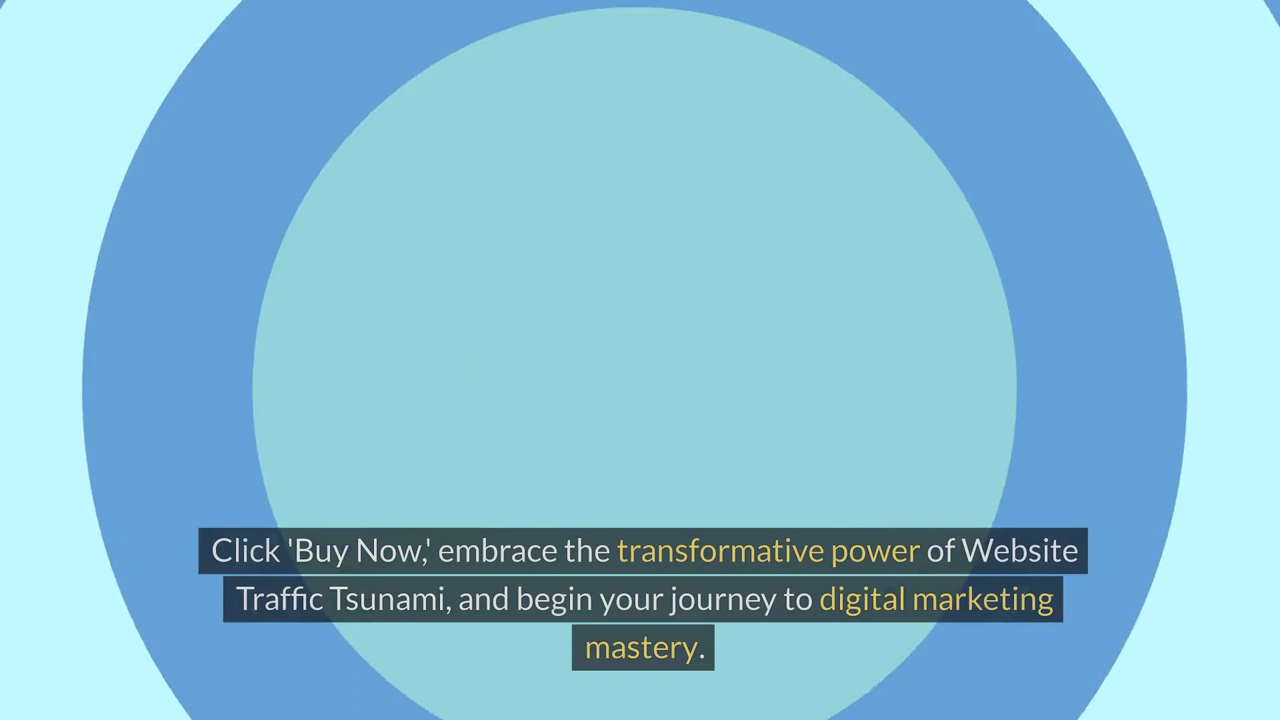 Click 'Buy Now,' embrace the transformative power of Website
Traffic Tsunami, and begin your journey to digital marketing
mastery.